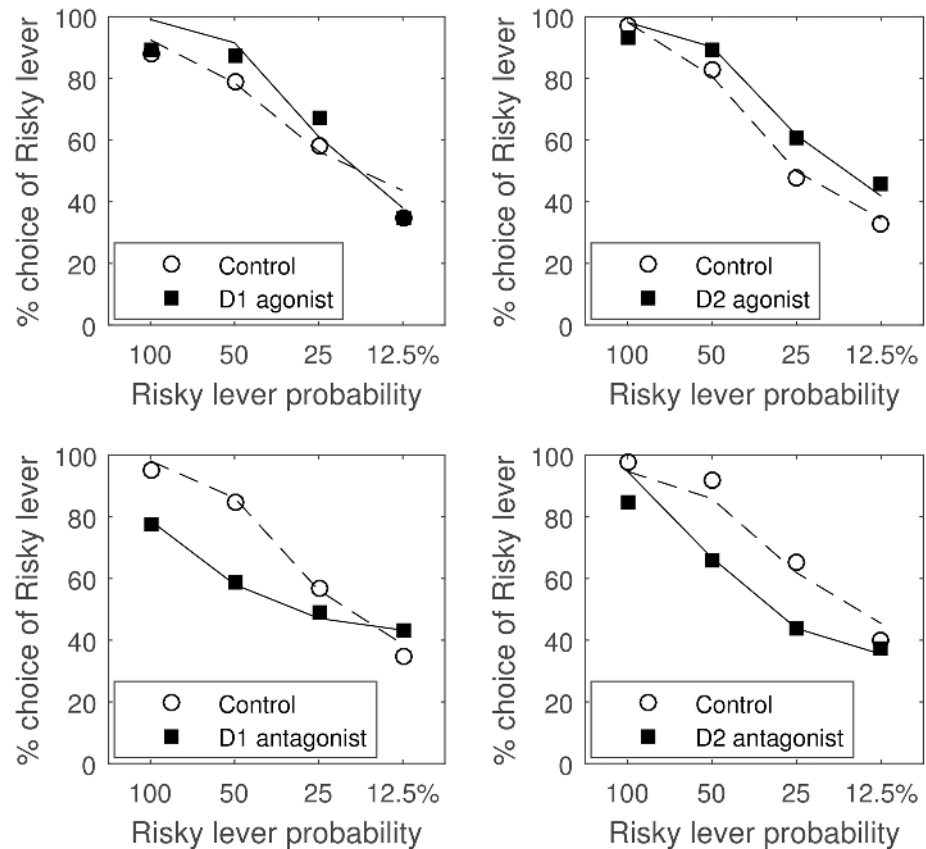 % choice of Risky lever
100
80
60
40
20
0
Control
D1 agonist
100 50 25 12.5%
Risky lever probability
% choice of Risky lever
100
80
60
40
20
0
Control
D2 agonist
100 50 25 12.5%
Risky lever probability
% choice of Risky lever
100
80
60
40
20
0
Control
D1 antagonist
100 50 25 12.5%
Risky lever probability
% choice of Risky lever
100
80
60
40
20
0
Control
D2 antagonist
100 50 25 12.5%
Risky lever probability